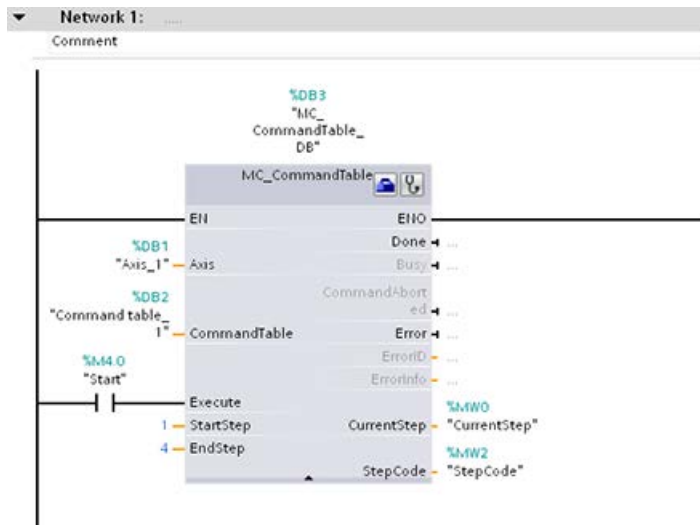 Network 1: .....
Comment
%DB3
"MC_
CommandTable_
DB"
MC_CommandTable
EN ENO
Done ...
%DB1
"Axis_1" Axis Busy ...
%DB2
"Command table_
1" CommandTable
CommandAbort
ed ...
Error ...
ErrorID ...
ErrorInfo ...
%M4.0
"Start"
Execute
1 StartStep
4 EndStep
%MW0
CurrentStep "CurrentStep"
%MW2
StepCode "StepCode"